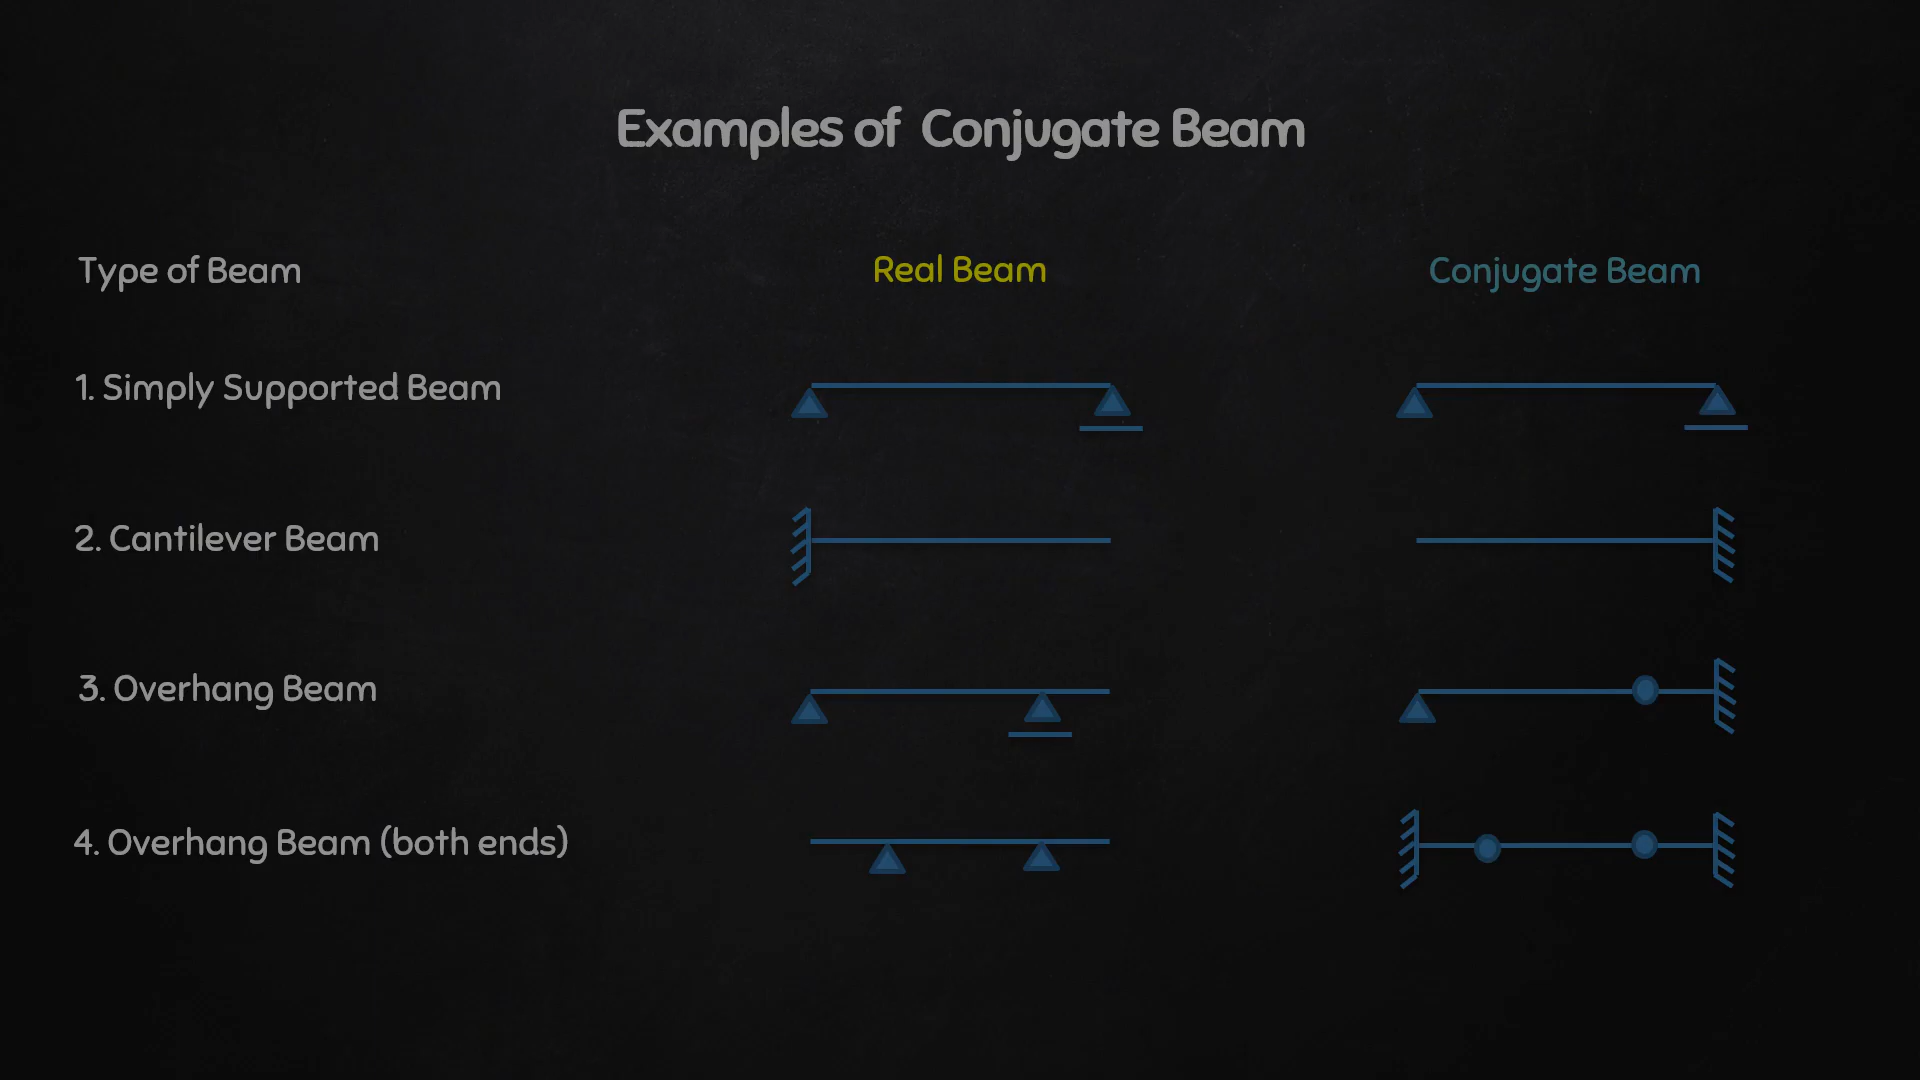 Examples of Conjugate Beam
Type of Beam
Real Beam
Conjugate Beam
1. Simply Supported Beam
2. Cantilever Beam
3. Overhang Beam
4. Overhang Beam (both ends)